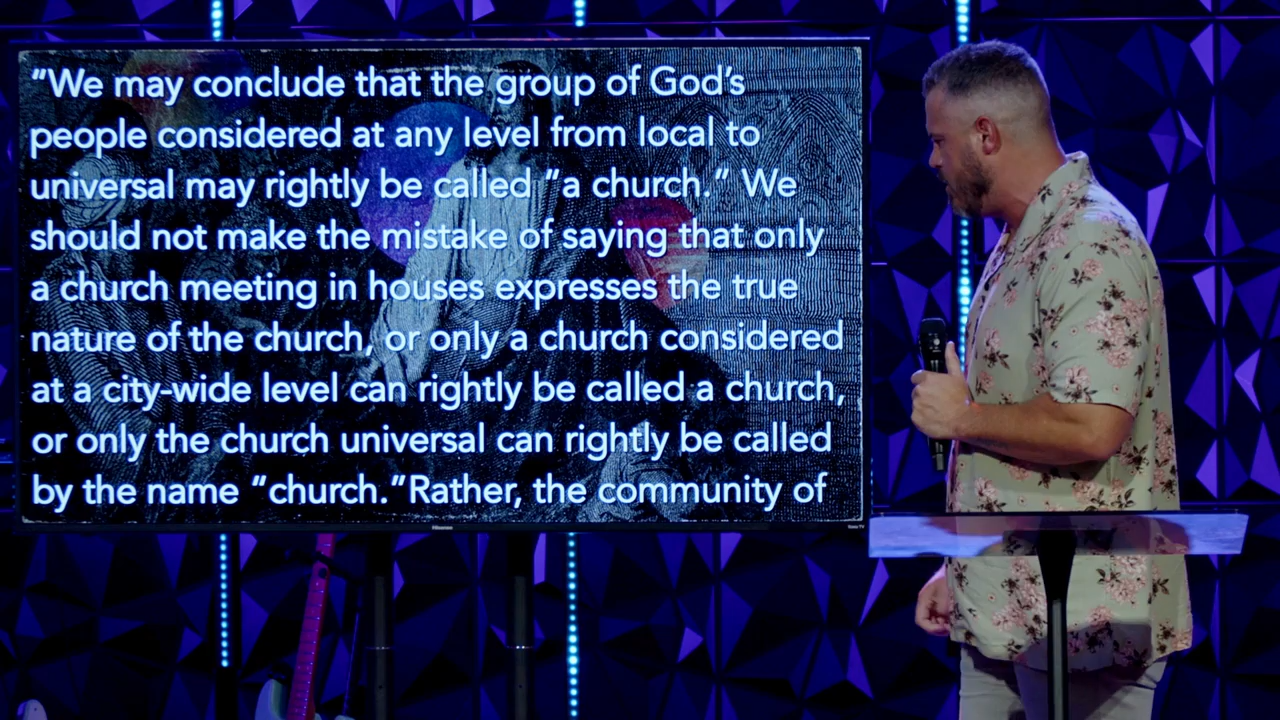 “We may conclude that the group of God’s
people considered at any level from local to
universal may rightly be called “a church.” We
should not make the mistake of saying that only
a church meeting in houses expresses the true
nature of the church, or only a church considered
at a city-wide level can rightly be called a church,
or only the church universal can rightly be called
by the name “church.”Rather, the community of
Hisense
Roku TV